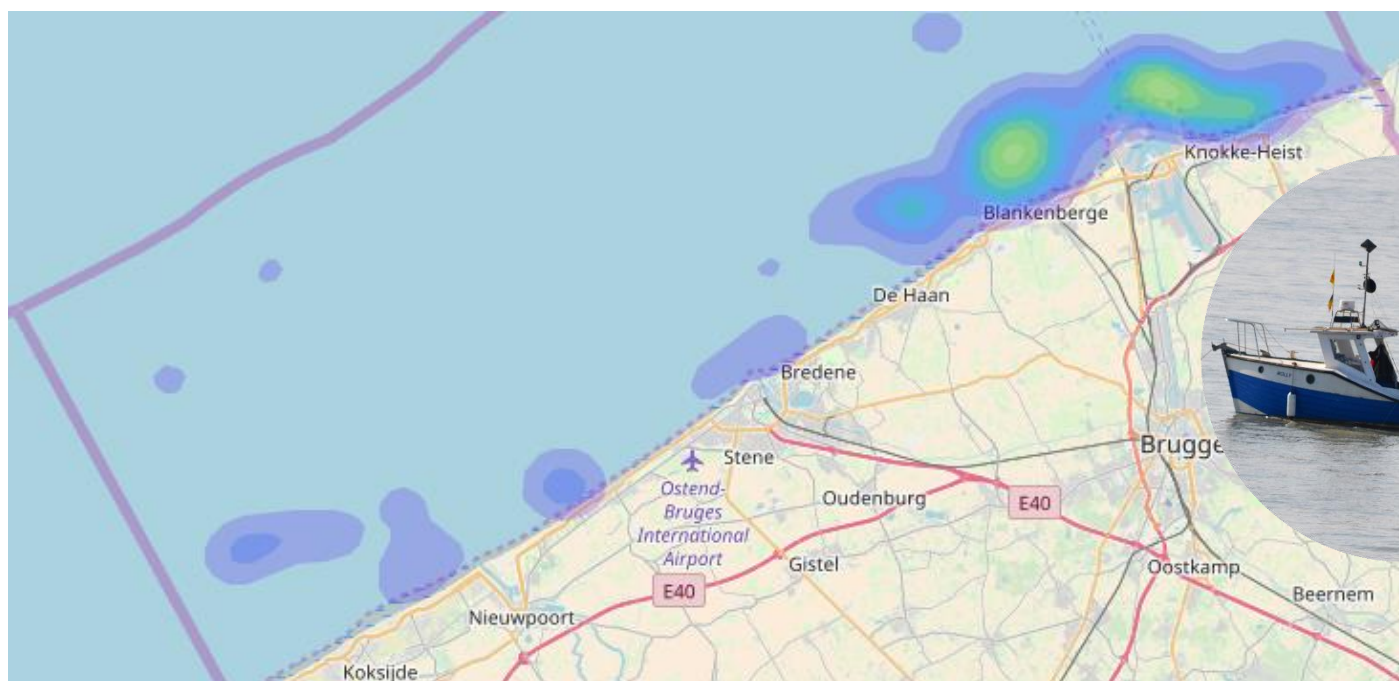 Knokke-Heist
Blankenberge
De Haan
Bredene
Brugge
Stene
Ostend-
Bruges
International
Airport
Oudenburg
E40
Gistel
Oostkamp
E40
Beernem
Nieuwpoort
Koksijde